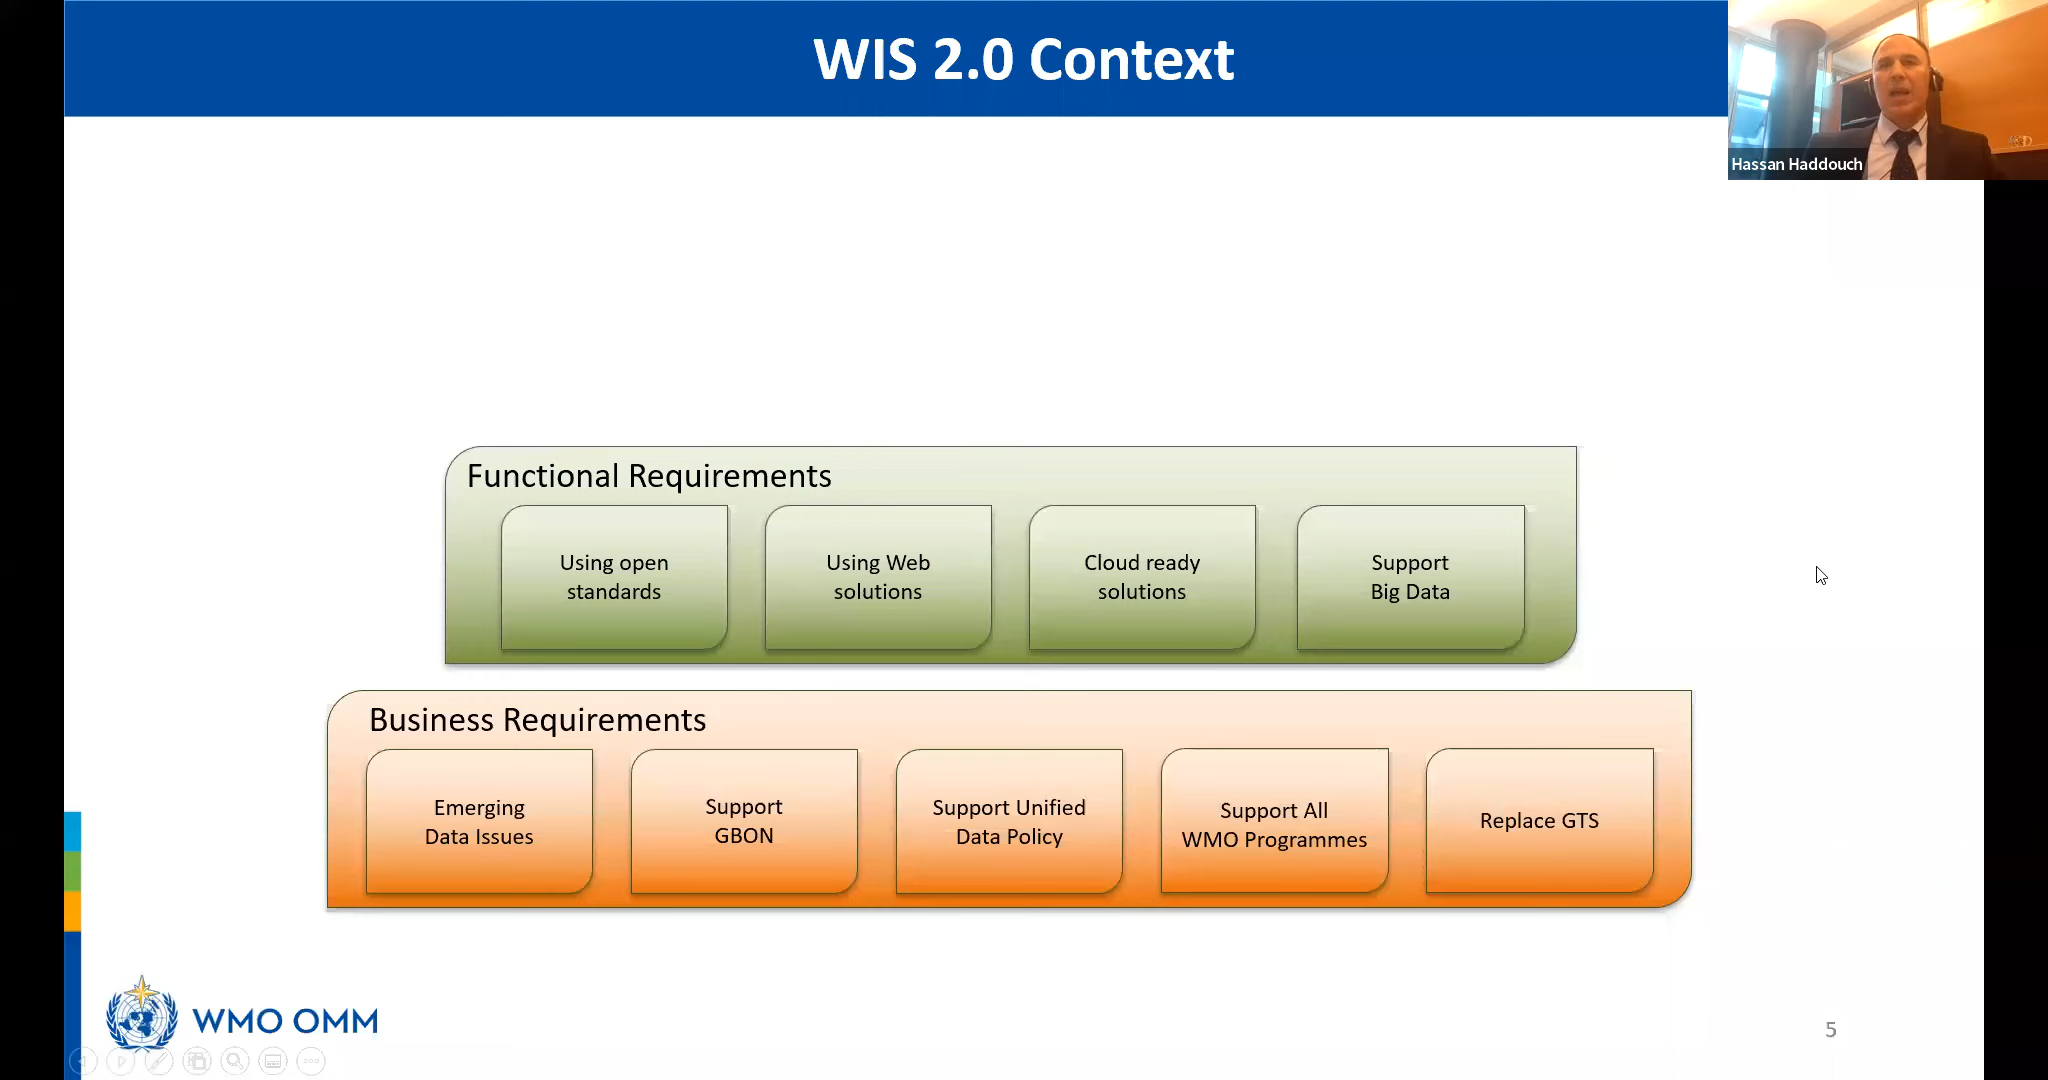 WIS 2.0 Context
Hassan Haddouch
Functional Requirements
Using open
standards
Using Web
solutions
Cloud ready
solutions
Support
Big Data
Business Requirements
Emerging
Data Issues
Support
GBON
Support Unified
Data Policy
Support All
WMO Programmes
Replace GTS
WMO OMM
5